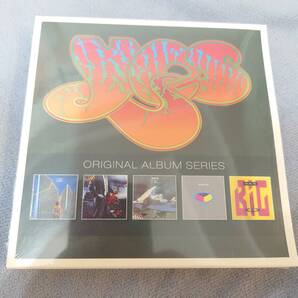 YES
ORIGINAL ALBUM SERIES